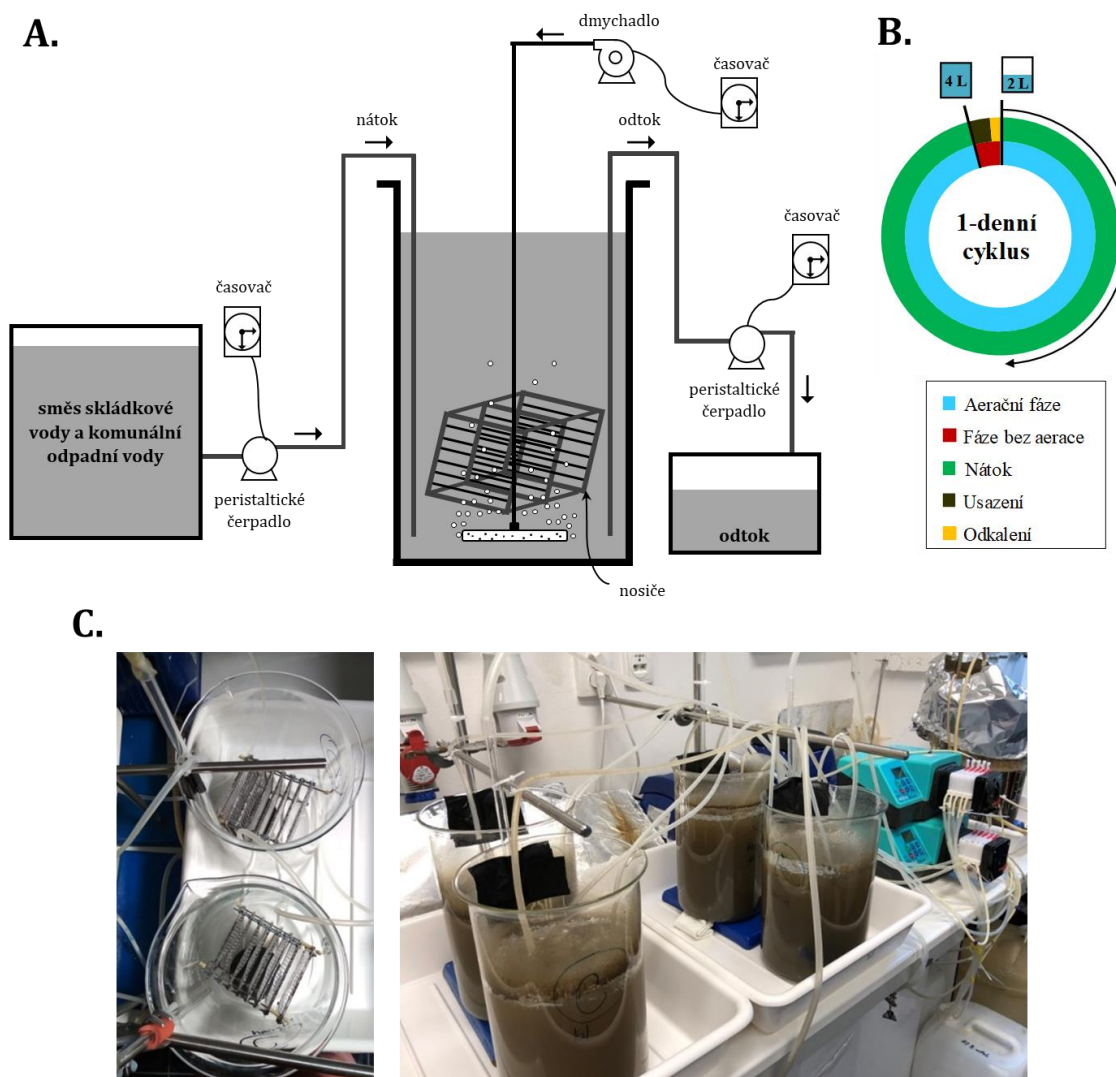 A.
dmychadlo
časovač
nátok
odtok
časovač
časovač
směs skládkové
vody a komunální
odpadní vody
peristaltické
čerpadlo
peristaltické
čerpadlo
odtok
nosiče
B.
4 L
2 L
1-denní
cyklus
Aerační fáze
Fáze bez aerace
Nátok
Usazení
Odkalení
C.